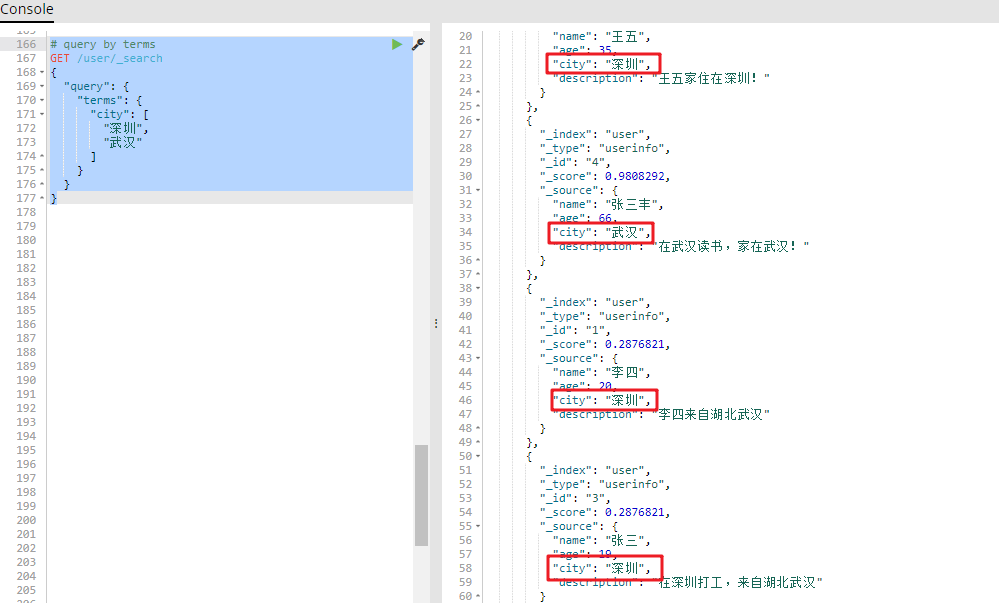 Console
165
166 # query by terms
167 GET /user/_search
168 {
169 "query": {
170 "terms": {
171 "city": [
172 "深圳",
173 "武汉"
174 ]
175 }
176 }
177 }
178
179
180
181
182
183
184
185
186
187
188
189
190
191
192
193
194
195
196
197
198
199
200
201
202
203
204
205
20 "name": "王五",
21 "age": 35,
22 "city": "深圳",
23 "description": "王五家住在深圳！"
24 }
25 },
26 {
27 "_index": "user",
28 "_type": "userinfo",
29 "_id": "4",
30 "_score": 0.9808292,
31 "_source": {
32 "name": "张三丰",
33 "age": 66,
34 "city": "武汉",
35 "description": "在武汉读书，家在武汉！"
36 }
37 },
38 {
39 "_index": "user",
40 "_type": "userinfo",
41 "_id": "1",
42 "_score": 0.2876821,
43 "_source": {
44 "name": "李四",
45 "age": 20,
46 "city": "深圳",
47 "description": "李四来自湖北武汉"
48 }
49 },
50 {
51 "_index": "user",
52 "_type": "userinfo",
53 "_id": "3",
54 "_score": 0.2876821,
55 "_source": {
56 "name": "张三",
57 "age": 19,
58 "city": "深圳",
59 "description": "在深圳打工，来自湖北武汉"
60 }